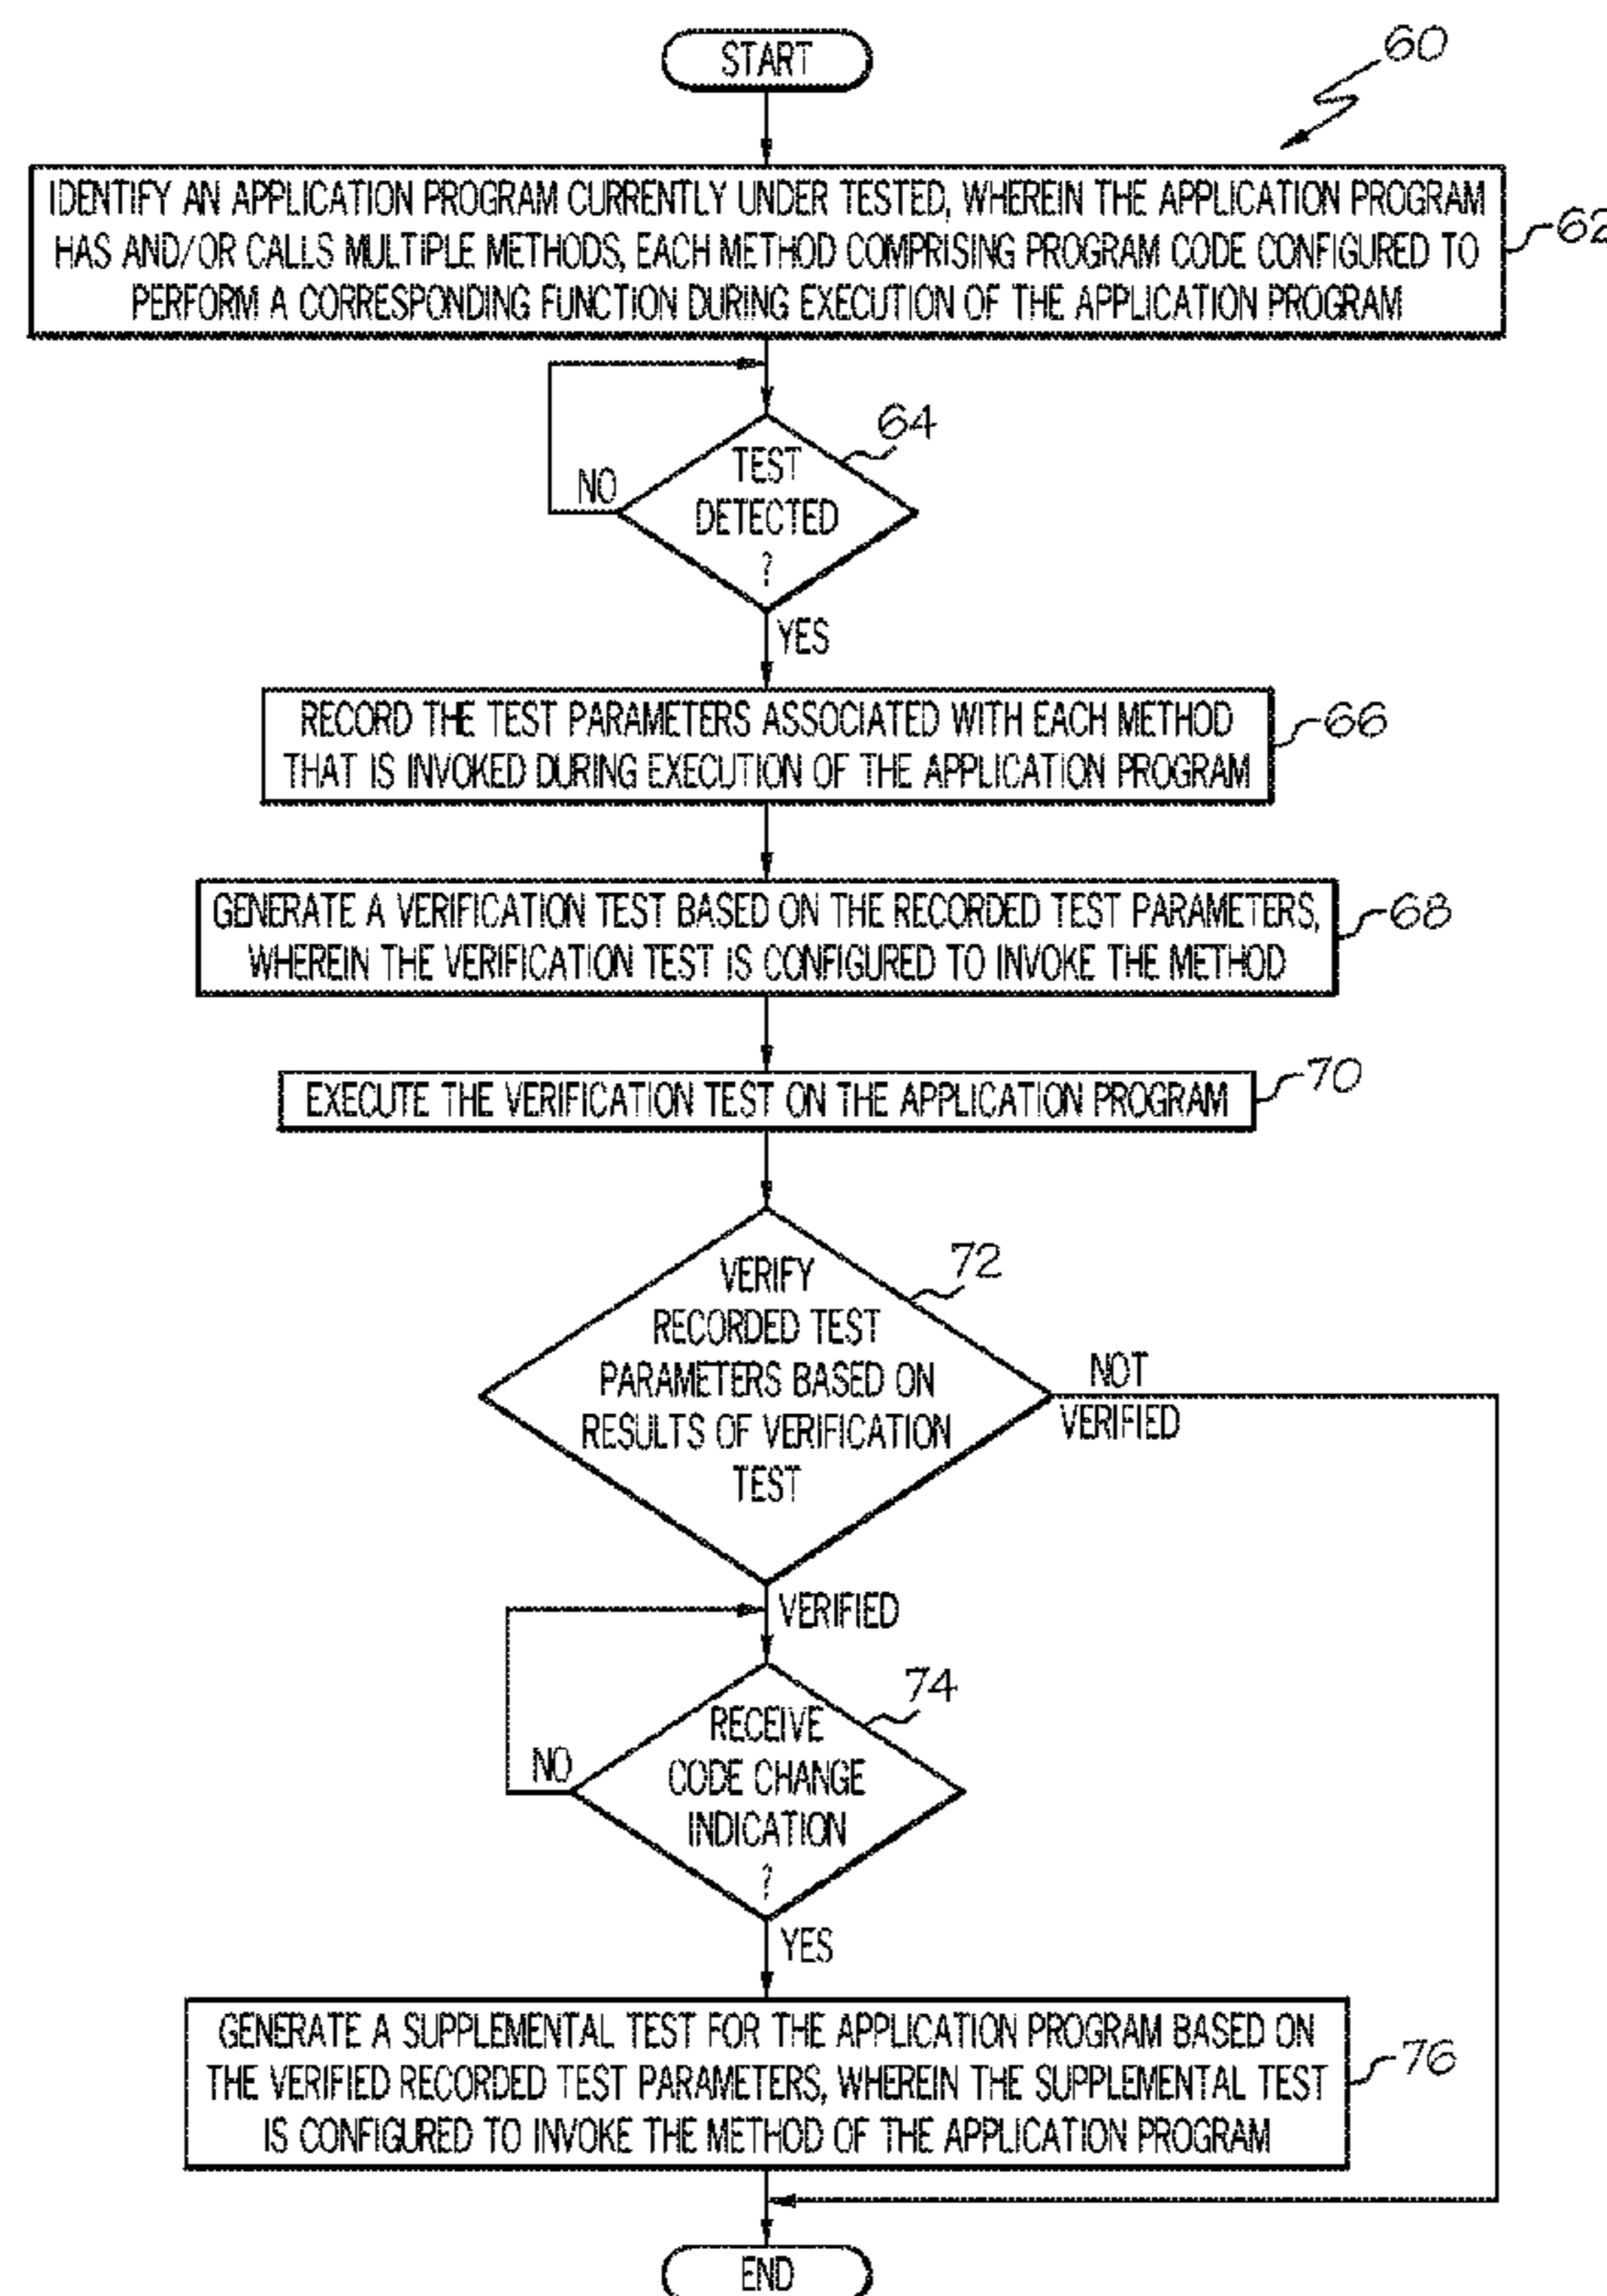 START
60
IDENTIFY AN APPLICATION PROGRAM CURRENTLY UNDER TESTED, WHEREIN THE APPLICATION PROGRAM
HAS AND/OR CALLS MULTIPLE METHODS, EACH METHOD COMPRISING PROGRAM CODE CONFIGURED TO
PERFORM A CORRESPONDING FUNCTION DURING EXECUTION OF THE APPLICATION PROGRAM
62
64
TEST
DETECTED
?
NO
YES
RECORD THE TEST PARAMETERS ASSOCIATED WITH EACH METHOD
THAT IS INVOKED DURING EXECUTION OF THE APPLICATION PROGRAM
66
GENERATE A VERIFICATION TEST BASED ON THE RECORDED TEST PARAMETERS,
WHEREIN THE VERIFICATION TEST IS CONFIGURED TO INVOKE THE METHOD
68
EXECUTE THE VERIFICATION TEST ON THE APPLICATION PROGRAM
70
72
VERIFY
RECORDED TEST
PARAMETERS BASED ON
RESULTS OF VERIFICATION
TEST
NOT
VERIFIED
VERIFIED
74
RECEIVE
CODE CHANGE
INDICATION
?
NO
YES
GENERATE A SUPPLEMENTAL TEST FOR THE APPLICATION PROGRAM BASED ON
THE VERIFIED RECORDED TEST PARAMETERS, WHEREIN THE SUPPLEMENTAL TEST
IS CONFIGURED TO INVOKE THE METHOD OF THE APPLICATION PROGRAM
76
END